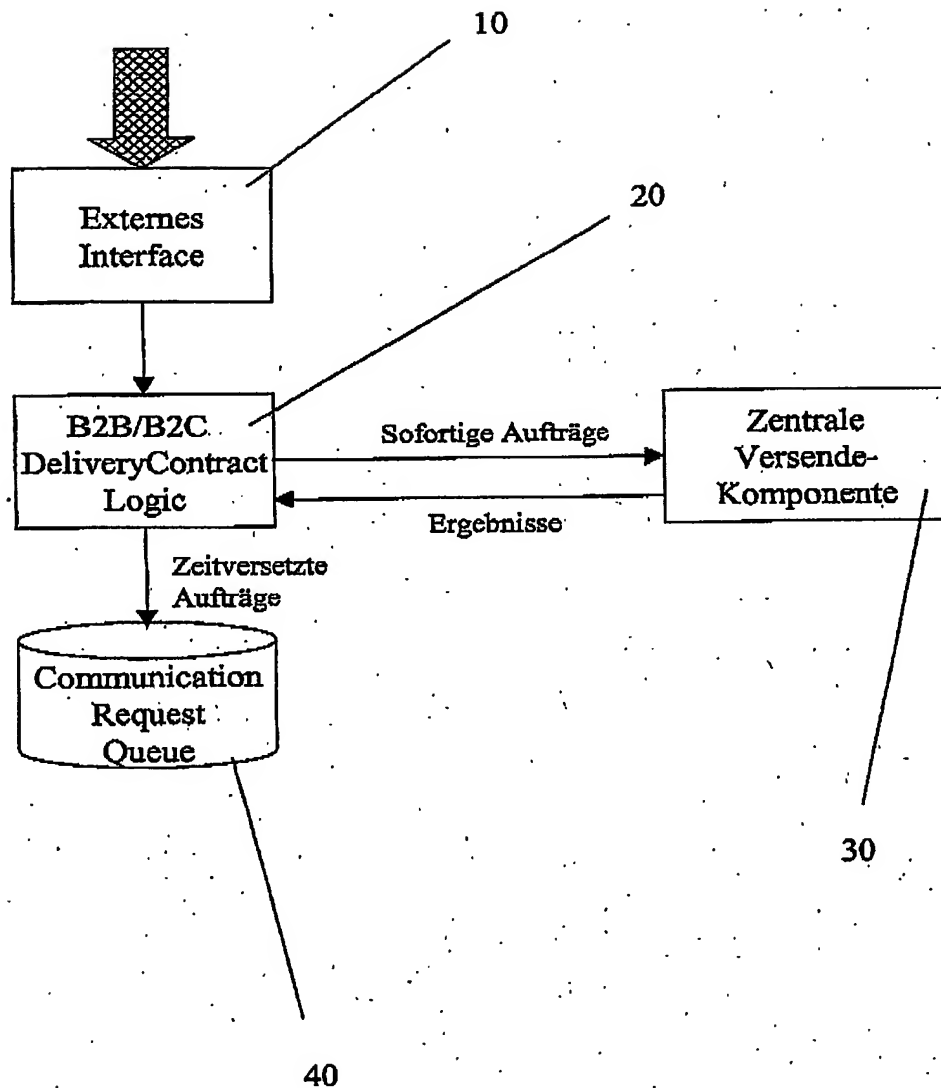 10
Externes
Interface
20
B2B/B2C
DeliveryContract
Logic
Sofortige Aufträge
Zentrale
Versende-
Komponente
Ergebnisse
Zeitversetzte
Aufträge
Communication
Request
Queue
30
40